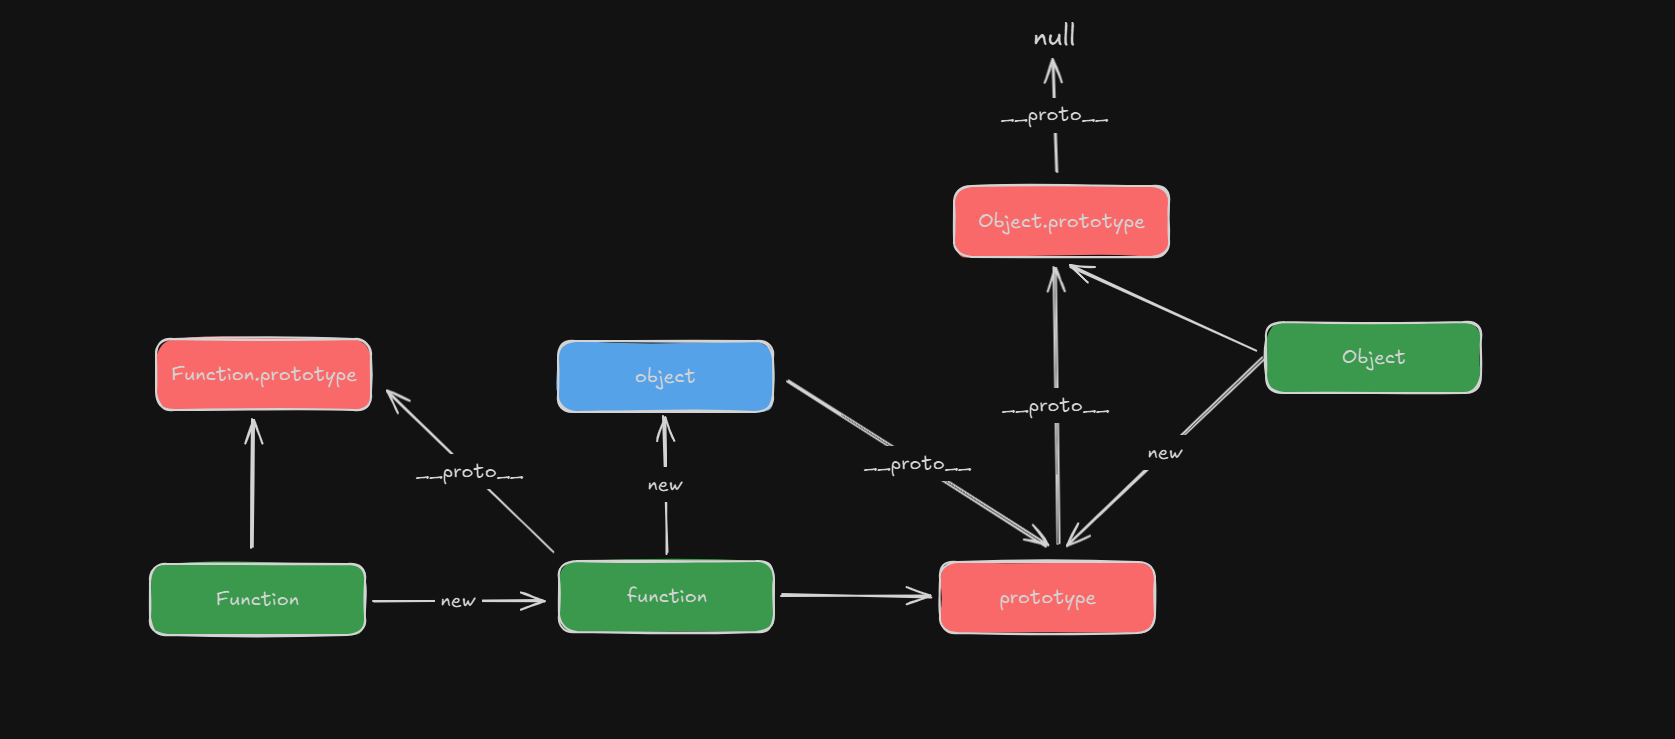 null
__proto__
Object.prototype
Object
Function.prototype
object
__proto__
new
__proto__
__proto__
new
Function
new
function
prototype